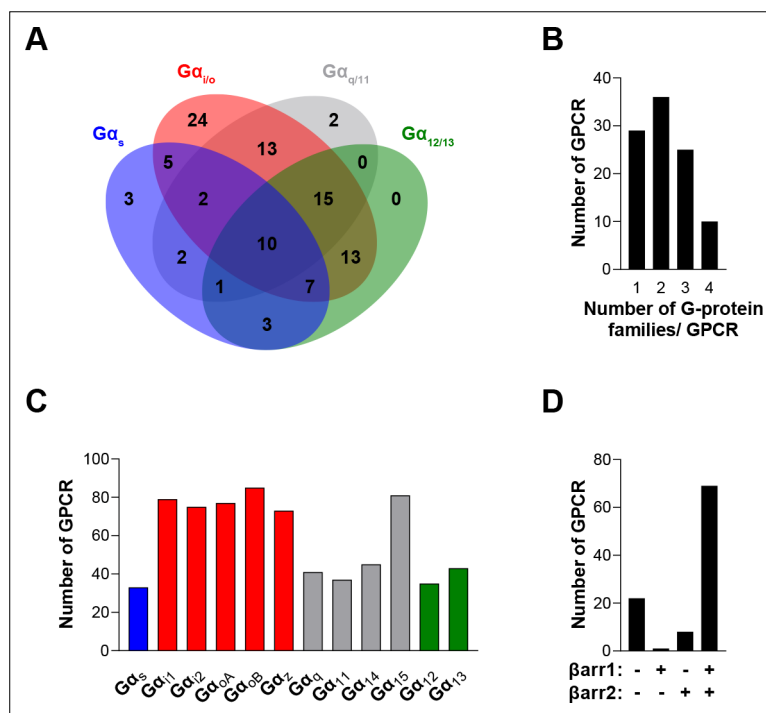 A
Gαi/o
Gαq/11
Gαs
Gα12/13
24
2
5
13
0
3
2
15
0
2
10
13
1
7
3
B
Number of GPCR
40
30
20
10
0
1 2 3 4
Number of G-protein
families/ GPCR
C
Number of GPCR
100
80
60
40
20
0
Gαs Gαi1 Gαi2 GαoA GαoB Gαz Gαq Gα11 Gα14 Gα15 Gα12 Gα13
D
Number of GPCR
80
60
40
20
0
βarr1: - + - +
βarr2: - - + +